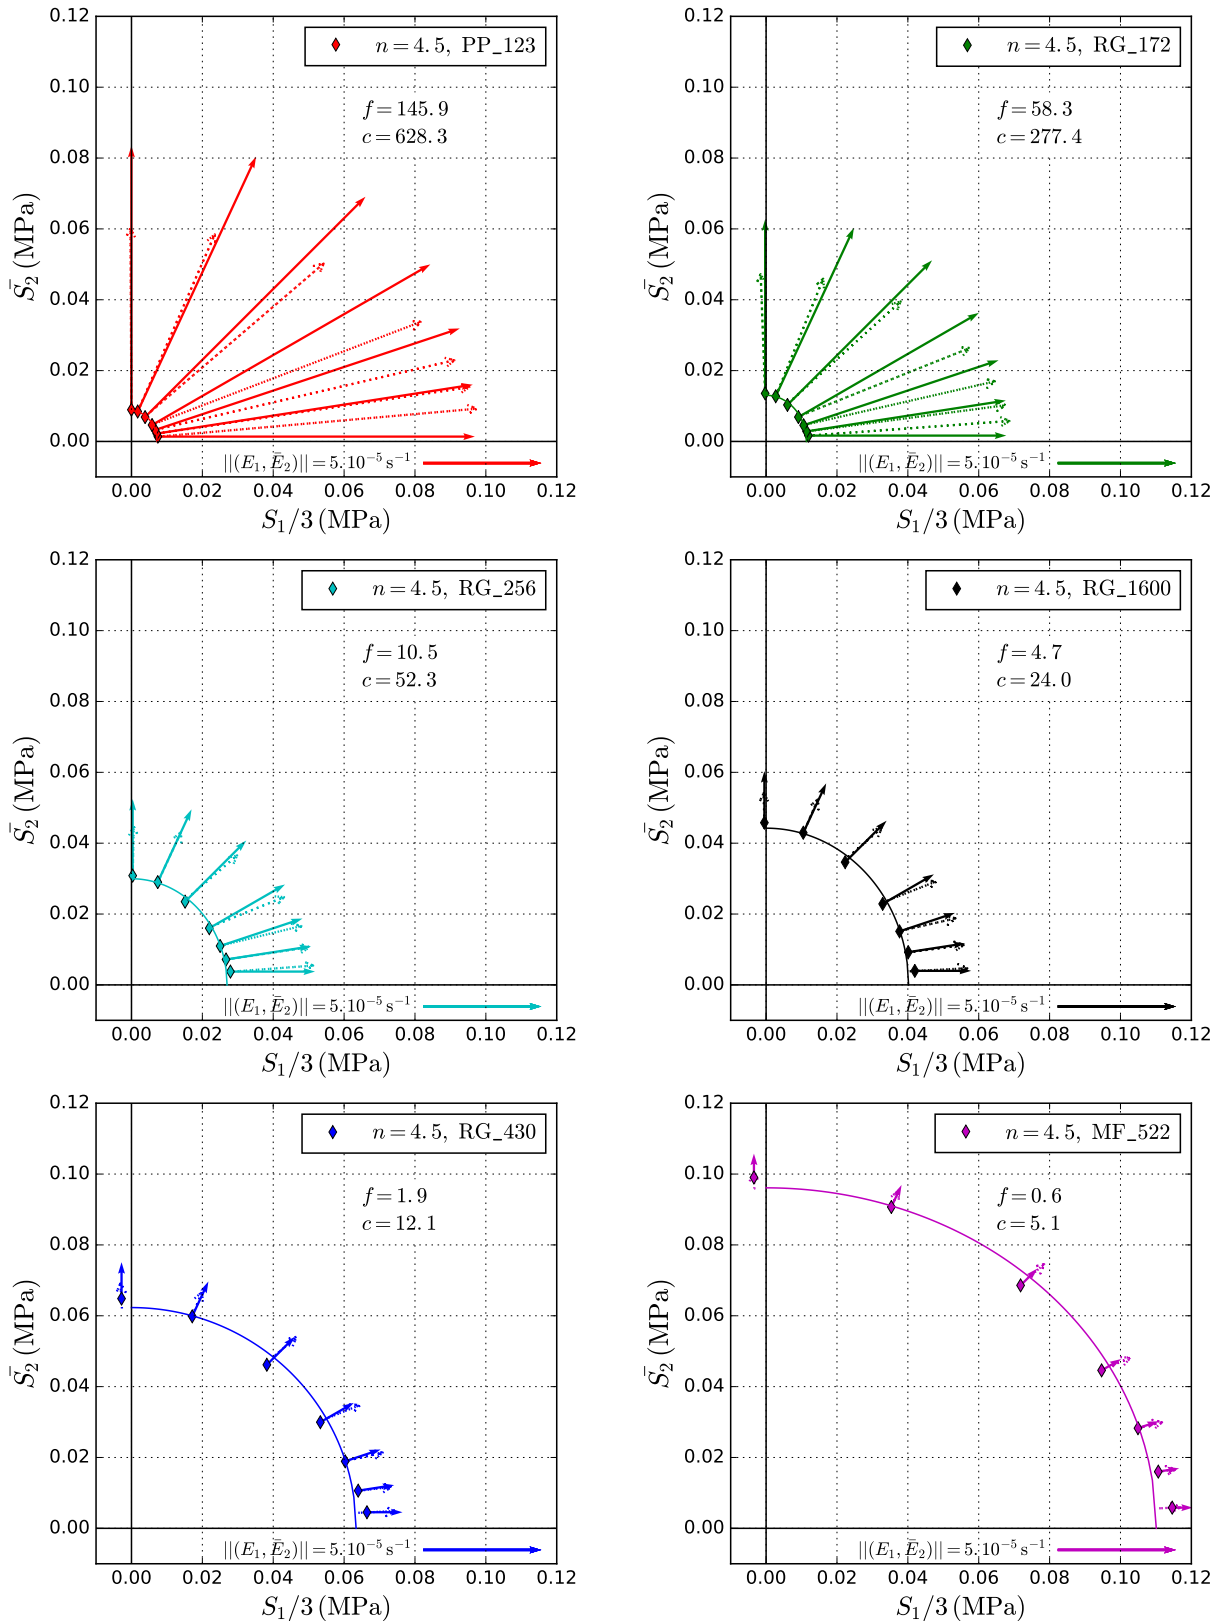 n = 4.5, PP_123
f = 145.9
c = 628.3
0.12
0.10
0.08
0.06
0.04
0.02
0.00
S̄₂ (MPa)
||(E₁, Ē₂)|| = 5.10⁻⁵ s⁻¹
0.00 0.02 0.04 0.06 0.08 0.10 0.12
S₁/3 (MPa)
n = 4.5, RG_172
f = 58.3
c = 277.4
0.12
0.10
0.08
0.06
0.04
0.02
0.00
S̄₂ (MPa)
||(E₁, Ē₂)|| = 5.10⁻⁵ s⁻¹
0.00 0.02 0.04 0.06 0.08 0.10 0.12
S₁/3 (MPa)
n = 4.5, RG_256
f = 10.5
c = 52.3
0.12
0.10
0.08
0.06
0.04
0.02
0.00
S̄₂ (MPa)
||(E₁, Ē₂)|| = 5.10⁻⁵ s⁻¹
0.00 0.02 0.04 0.06 0.08 0.10 0.12
S₁/3 (MPa)
n = 4.5, RG_1600
f = 4.7
c = 24.0
0.12
0.10
0.08
0.06
0.04
0.02
0.00
S̄₂ (MPa)
||(E₁, Ē₂)|| = 5.10⁻⁵ s⁻¹
0.00 0.02 0.04 0.06 0.08 0.10 0.12
S₁/3 (MPa)
n = 4.5, RG_430
f = 1.9
c = 12.1
0.12
0.10
0.08
0.06
0.04
0.02
0.00
S̄₂ (MPa)
||(E₁, Ē₂)|| = 5.10⁻⁵ s⁻¹
0.00 0.02 0.04 0.06 0.08 0.10 0.12
S₁/3 (MPa)
n = 4.5, MF_522
f = 0.6
c = 5.1
0.12
0.10
0.08
0.06
0.04
0.02
0.00
S̄₂ (MPa)
||(E₁, Ē₂)|| = 5.10⁻⁵ s⁻¹
0.00 0.02 0.04 0.06 0.08 0.10 0.12
S₁/3 (MPa)